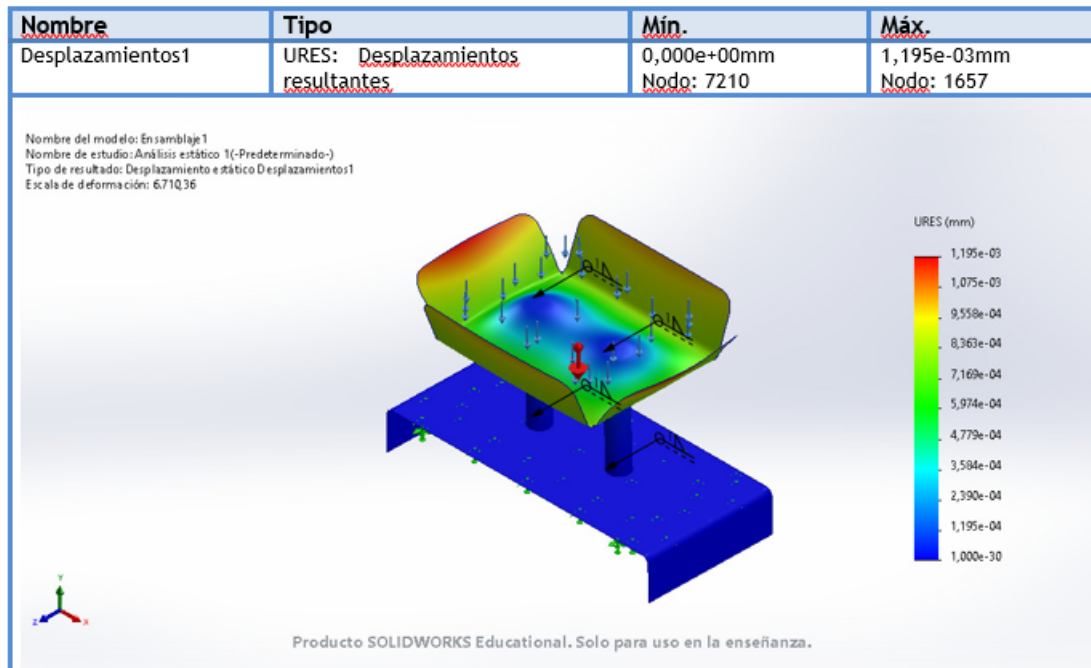 Nombre Tipo Mín. Máx.
Desplazamientos1 URES: Desplazamientos resultantes 0,000e+00mm Nodo: 7210 1,195e-03mm Nodo: 1657
Nombre del modelo: Ensamblaje1
Nombre de estudio: Análisis estático 1(-Predeterminado-)
Tipo de resultado: Desplazamiento estático Desplazamientos1
Escala de deformación: 6.710,36
URES (mm)
1,195e-03
1,075e-03
9,558e-04
8,363e-04
7,169e-04
5,974e-04
4,779e-04
3,584e-04
2,390e-04
1,195e-04
1,000e-30
Y
Z
X
Producto SOLIDWORKS Educational. Solo para uso en la enseñanza.